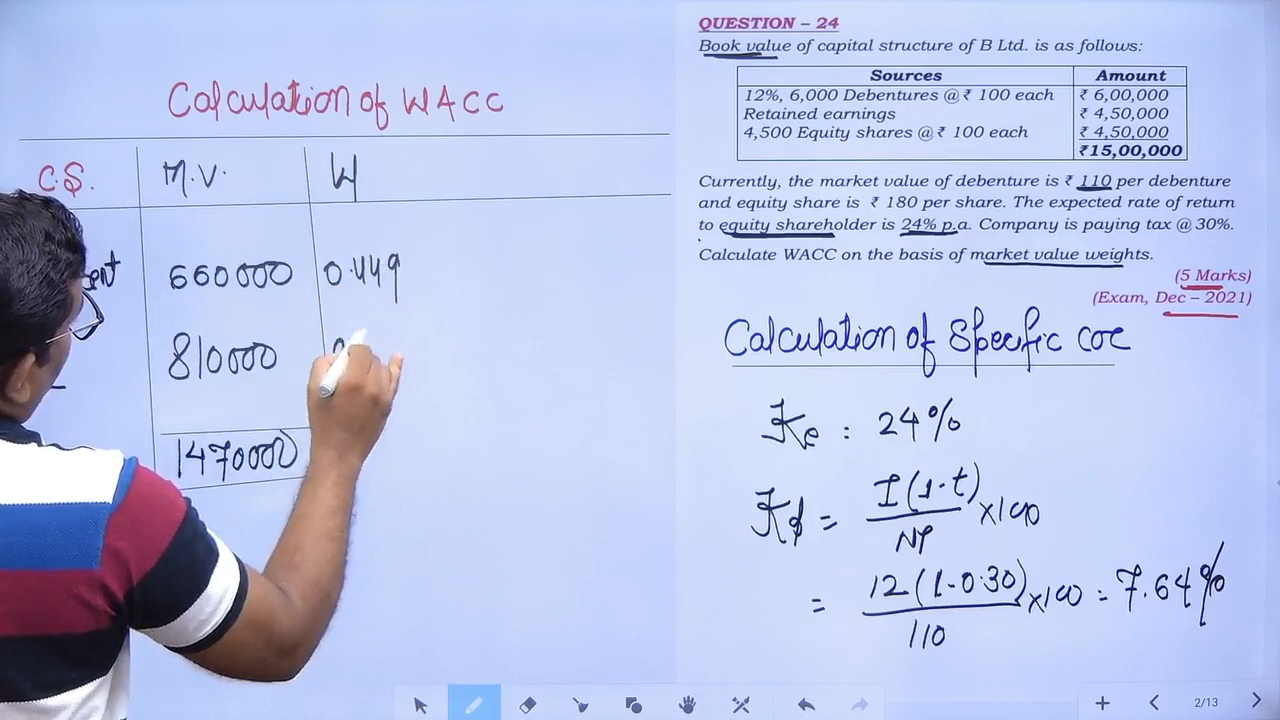 Calculation of WACC
C.S. M.V. W
660000 0.449
810000
1470000
QUESTION – 24
Book value of capital structure of B Ltd. is as follows:
Sources Amount
12%, 6,000 Debentures @ ₹ 100 each ₹ 6,00,000
Retained earnings ₹ 4,50,000
4,500 Equity shares @ ₹ 100 each ₹ 4,50,000
₹15,00,000
Currently, the market value of debenture is ₹ 110 per debenture
and equity share is ₹ 180 per share. The expected rate of return
to equity shareholder is 24% p.a. Company is paying tax @ 30%.
Calculate WACC on the basis of market value weights.
(5 Marks)
(Exam, Dec – 2021)
Calculation of Specific COC
Ke : 24%
Kd = I(1-t)
NP
×100
= 12(1-0.30)
110
×100 = 7.64%
2/13